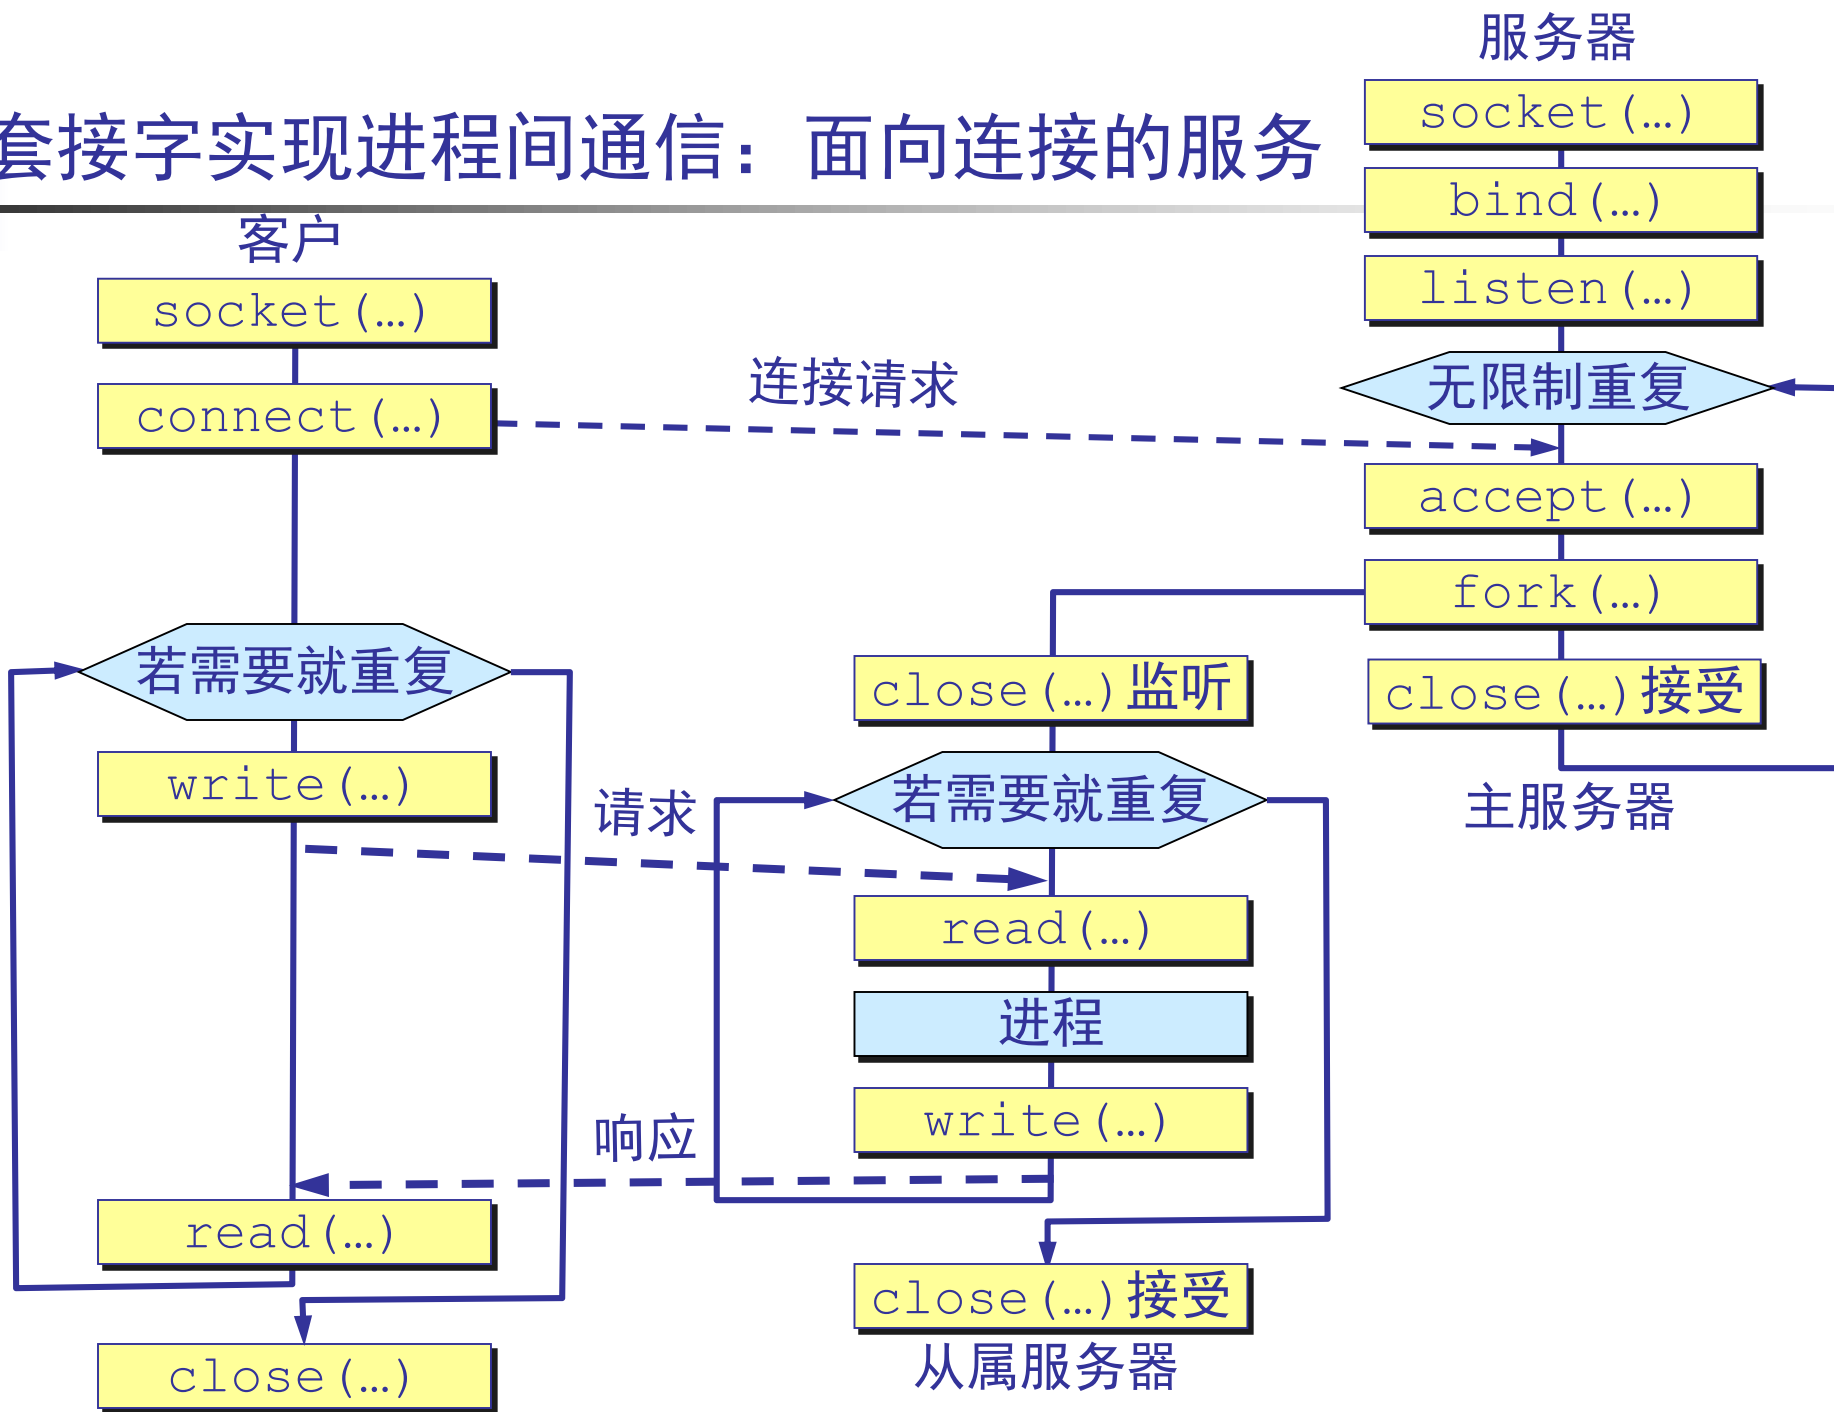 服务器
套接字实现进程间通信：面向连接的服务
socket(…)
bind(…)
listen(…)
无限制重复
accept(…)
fork(…)
close(…)接受
主服务器
客户
socket(…)
connect(…)
连接请求
若需要就重复
write(…)
请求
响应
read(…)
close(…)
close(…)监听
若需要就重复
read(…)
进程
write(…)
close(…)接受
从属服务器